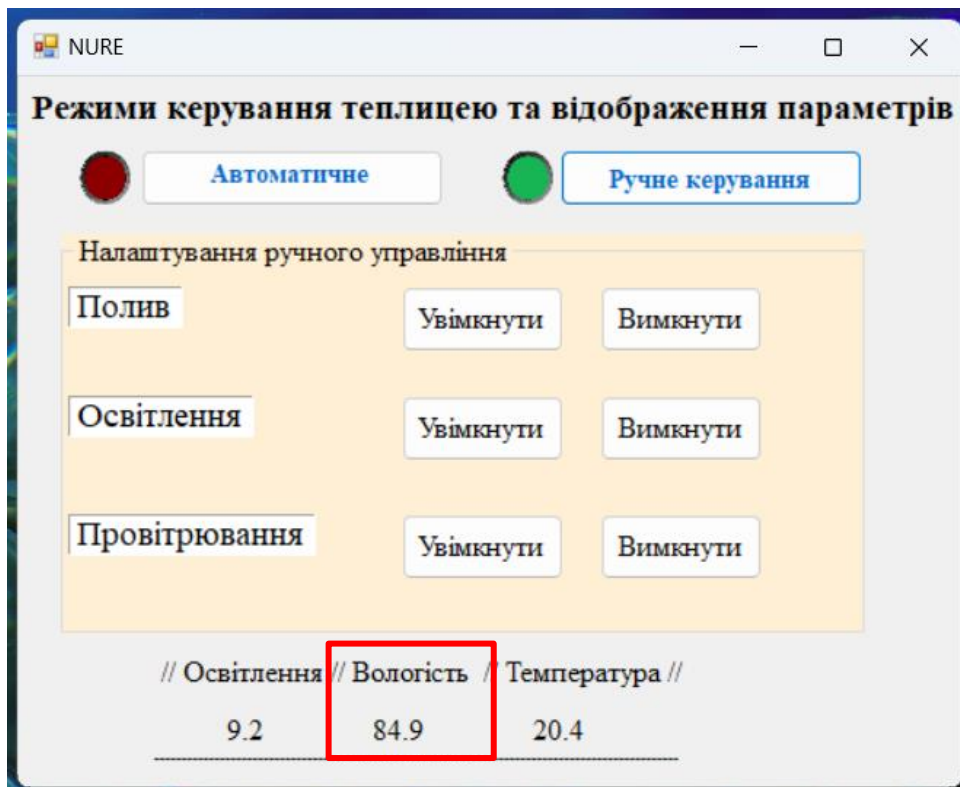 NURE
Режими керування теплицею та відображення параметрів
Автоматичне Ручне керування
Налаштування ручного управління
Полив Увімкнути Вимкнути
Освітлення Увімкнути Вимкнути
Провітрювання Увімкнути Вимкнути
// Освітлення // Вологість // Температура //
9.2 84.9 20.4